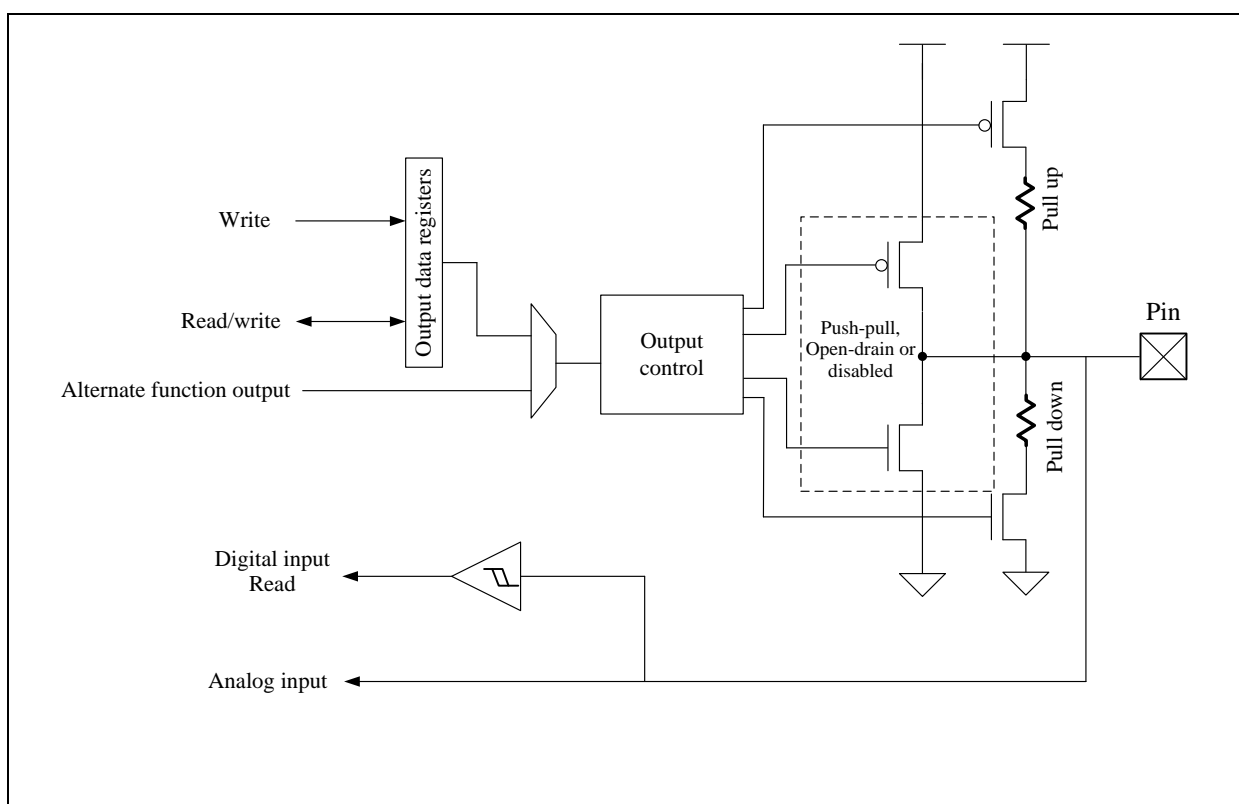 Write
Read/write
Alternate function output
Output data registers
Output
control
Push-pull,
Open-drain or
disabled
Pull up
Pull down
Pin
Digital input
Read
Analog input